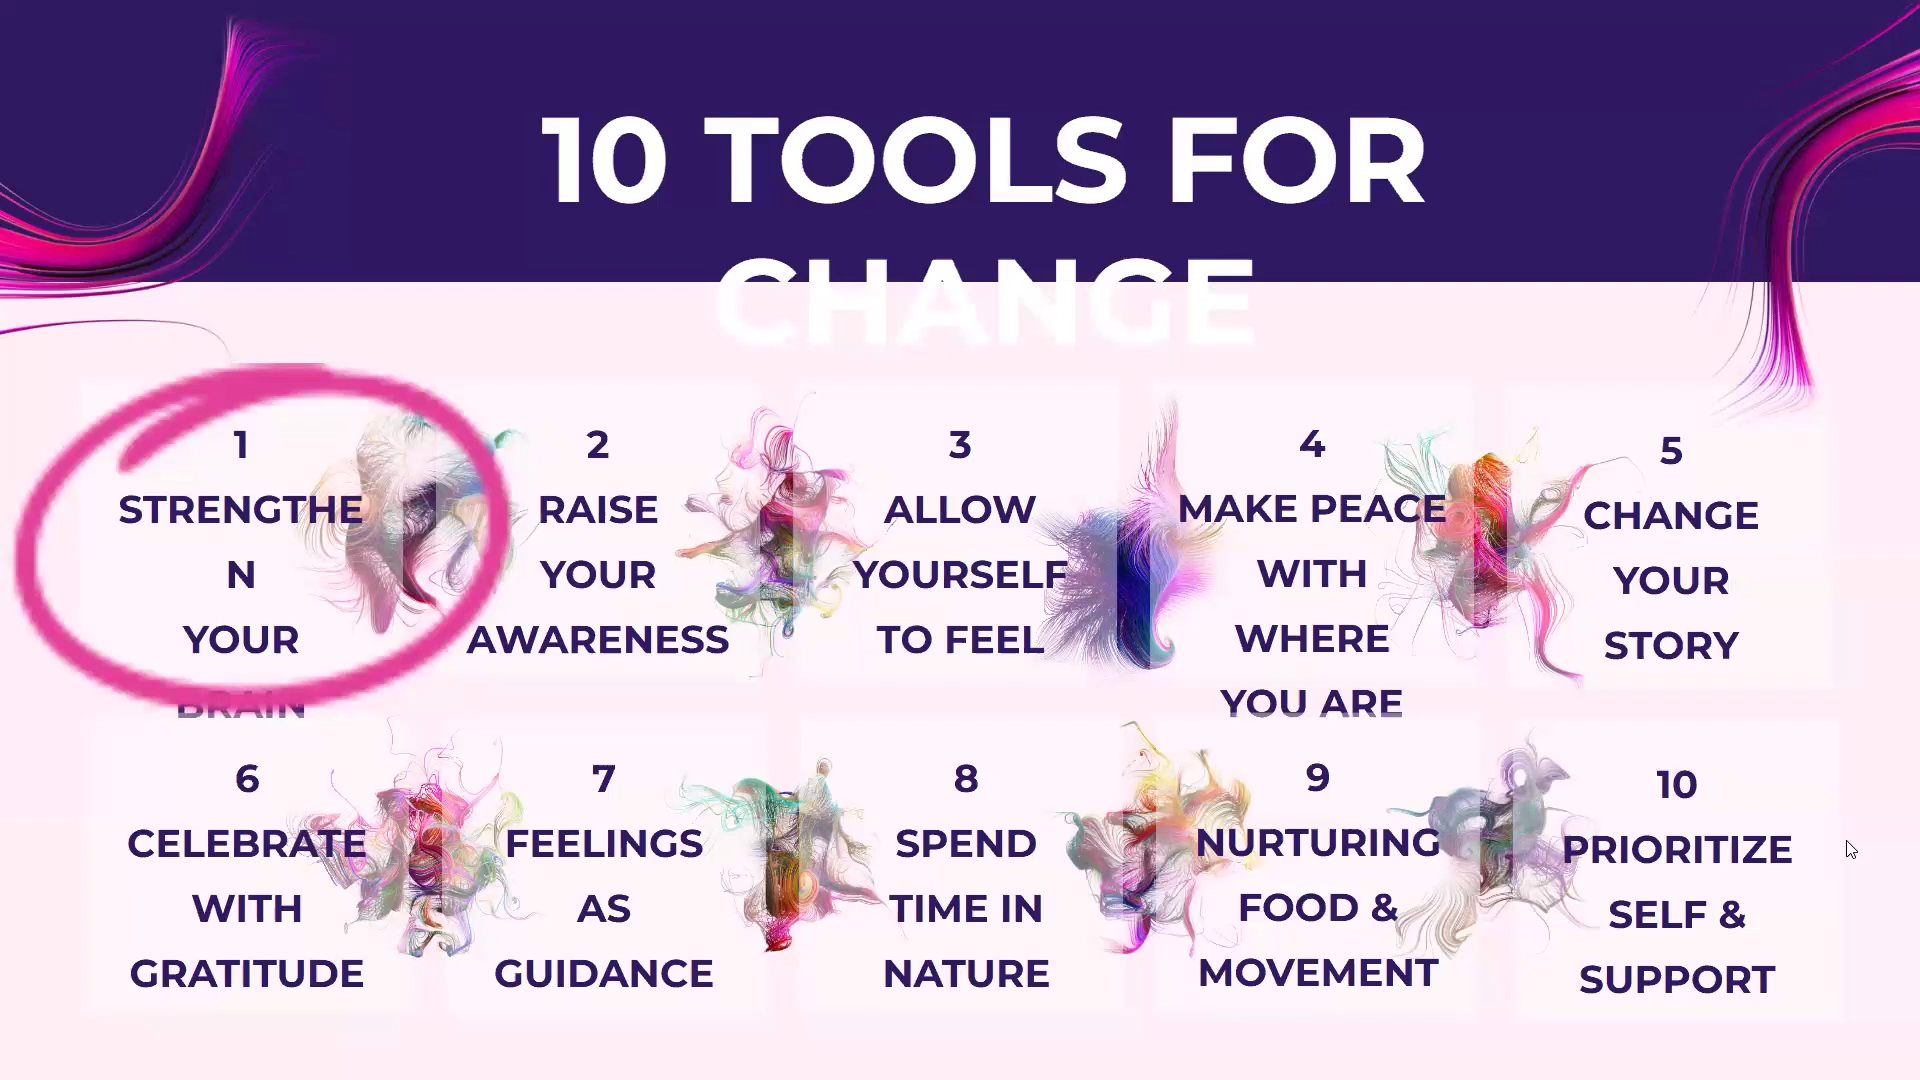 10 TOOLS FOR
CHANGE
1
STRENGTHE
N
YOUR
BRAIN
2
RAISE
YOUR
AWARENESS
3
ALLOW
YOURSELF
TO FEEL
4
MAKE PEACE
WITH
WHERE
YOU ARE
5
CHANGE
YOUR
STORY
6
CELEBRATE
WITH
GRATITUDE
7
FEELINGS
AS
GUIDANCE
8
SPEND
TIME IN
NATURE
9
NURTURING
FOOD &
MOVEMENT
10
PRIORITIZE
SELF &
SUPPORT